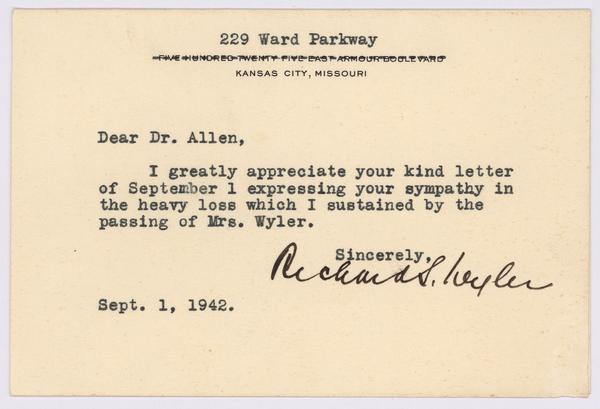 229 Ward Parkway
FIVE HUNDRED TWENTY FIVE EAST ARMOUR BOULEVARD
KANSAS CITY, MISSOURI
Dear Dr. Allen,
I greatly appreciate your kind letter
of September 1 expressing your sympathy in
the heavy loss which I sustained by the
passing of Mrs. Wyler.
Sincerely,
Richard S. Wyler
Sept. 1, 1942.